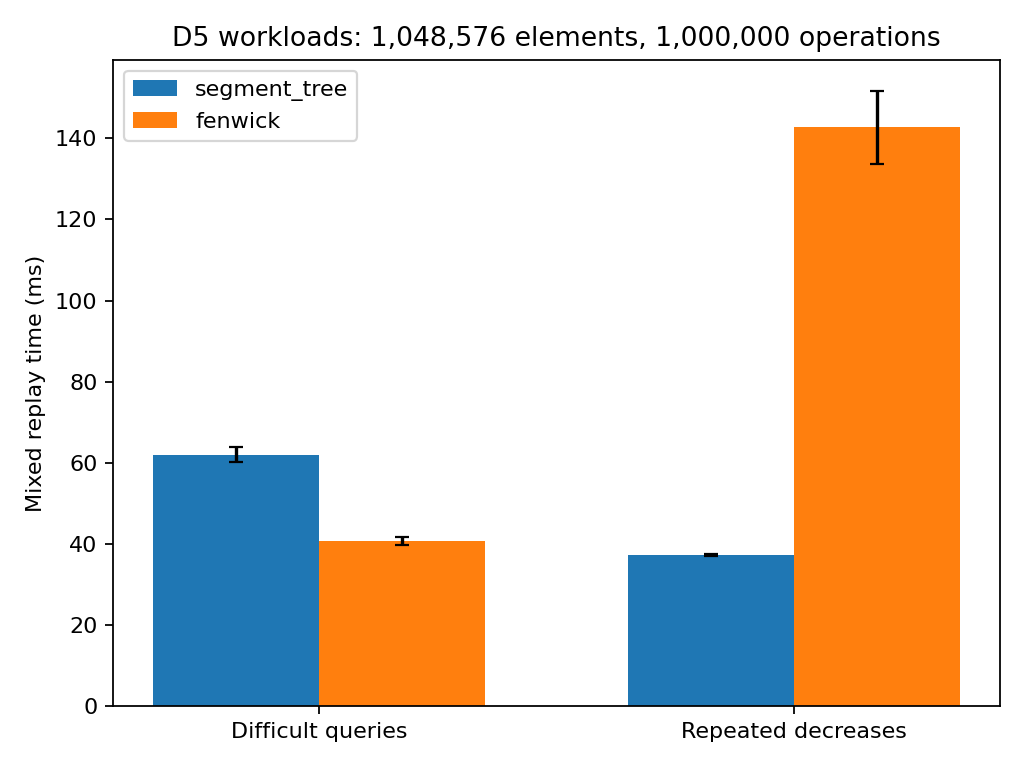 D5 workloads: 1,048,576 elements, 1,000,000 operations
segment_tree
fenwick
Mixed replay time (ms)
140
120
100
80
60
40
20
0
Difficult queries
Repeated decreases